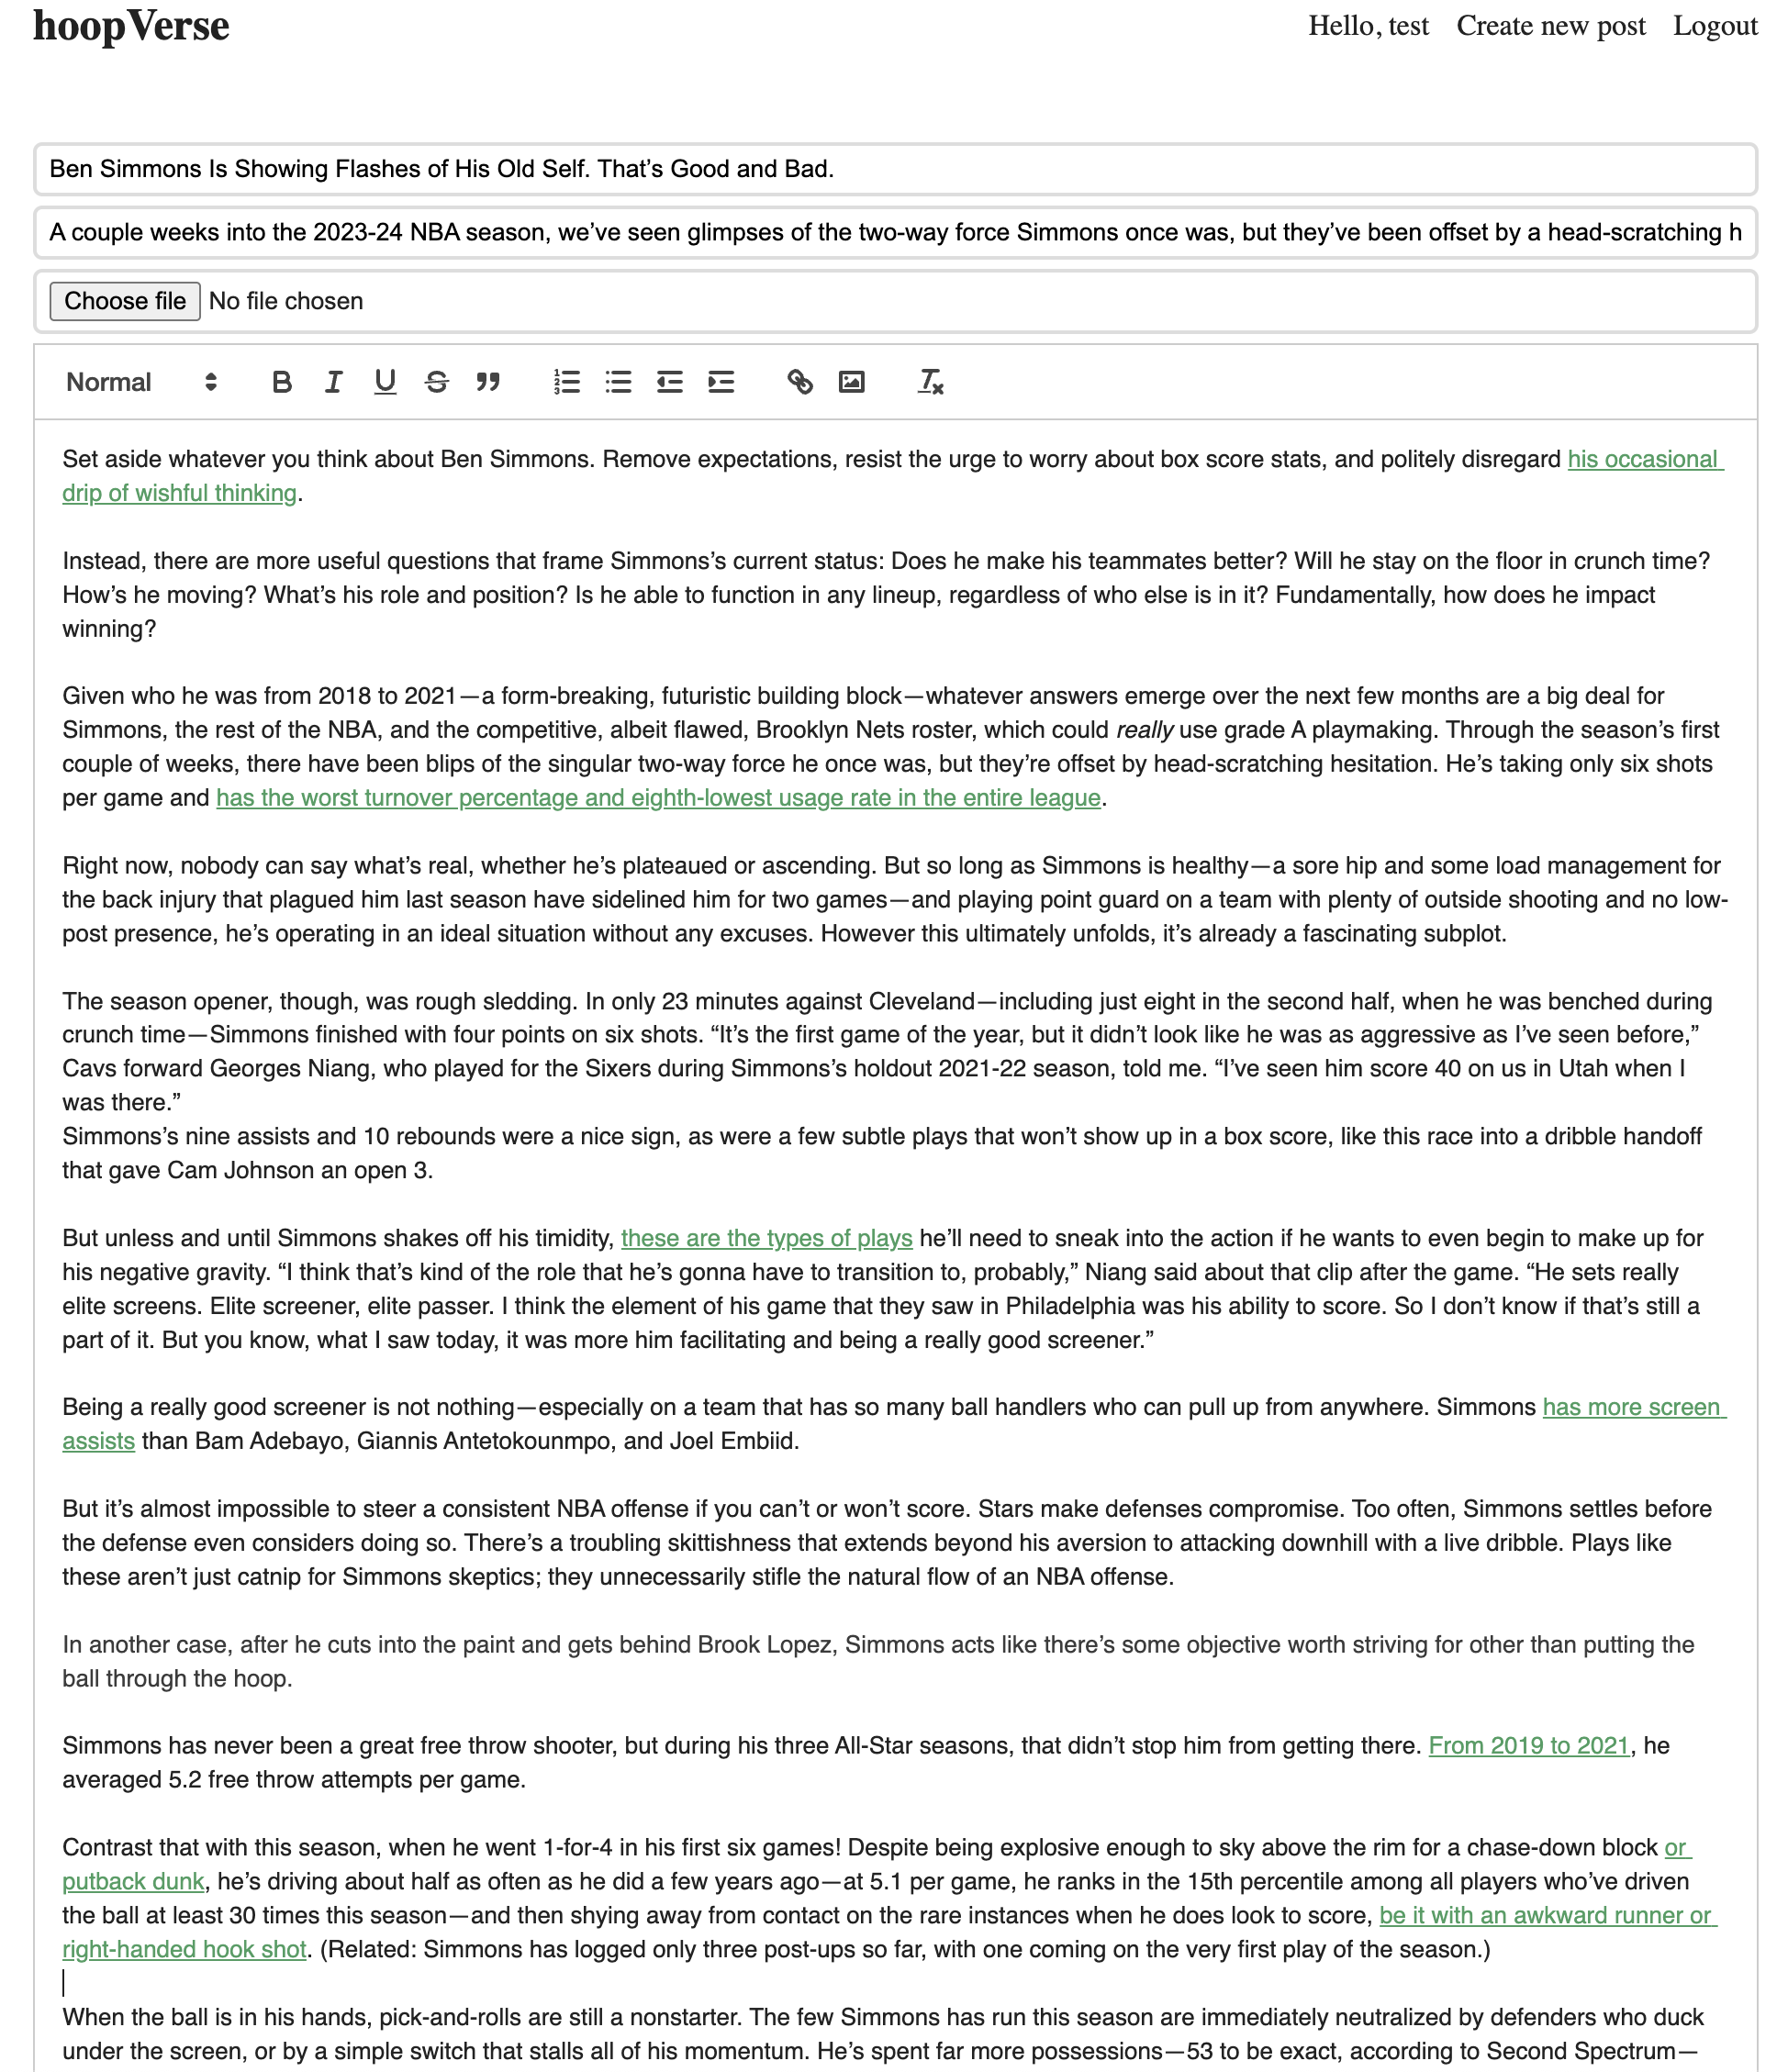 hoopVerse
Hello, test Create new post Logout
Ben Simmons Is Showing Flashes of His Old Self. That’s Good and Bad.
A couple weeks into the 2023-24 NBA season, we’ve seen glimpses of the two-way force Simmons once was, but they’ve been offset by a head-scratching h
Choose file No file chosen
Normal
Set aside whatever you think about Ben Simmons. Remove expectations, resist the urge to worry about box score stats, and politely disregard his occasional
drip of wishful thinking.
Instead, there are more useful questions that frame Simmons’s current status: Does he make his teammates better? Will he stay on the floor in crunch time?
How’s he moving? What’s his role and position? Is he able to function in any lineup, regardless of who else is in it? Fundamentally, how does he impact
winning?
Given who he was from 2018 to 2021—a form-breaking, futuristic building block—whatever answers emerge over the next few months are a big deal for
Simmons, the rest of the NBA, and the competitive, albeit flawed, Brooklyn Nets roster, which could really use grade A playmaking. Through the season’s first
couple of weeks, there have been blips of the singular two-way force he once was, but they’re offset by head-scratching hesitation. He’s taking only six shots
per game and has the worst turnover percentage and eighth-lowest usage rate in the entire league.
Right now, nobody can say what’s real, whether he’s plateaued or ascending. But so long as Simmons is healthy—a sore hip and some load management for
the back injury that plagued him last season have sidelined him for two games—and playing point guard on a team with plenty of outside shooting and no low-
post presence, he’s operating in an ideal situation without any excuses. However this ultimately unfolds, it’s already a fascinating subplot.
The season opener, though, was rough sledding. In only 23 minutes against Cleveland—including just eight in the second half, when he was benched during
crunch time—Simmons finished with four points on six shots. “It’s the first game of the year, but it didn’t look like he was as aggressive as I’ve seen before,”
Cavs forward Georges Niang, who played for the Sixers during Simmons’s holdout 2021-22 season, told me. “I’ve seen him score 40 on us in Utah when I
was there.”
Simmons’s nine assists and 10 rebounds were a nice sign, as were a few subtle plays that won’t show up in a box score, like this race into a dribble handoff
that gave Cam Johnson an open 3.
But unless and until Simmons shakes off his timidity, these are the types of plays he’ll need to sneak into the action if he wants to even begin to make up for
his negative gravity. “I think that’s kind of the role that he’s gonna have to transition to, probably,” Niang said about that clip after the game. “He sets really
elite screens. Elite screener, elite passer. I think the element of his game that they saw in Philadelphia was his ability to score. So I don’t know if that’s still a
part of it. But you know, what I saw today, it was more him facilitating and being a really good screener.”
Being a really good screener is not nothing—especially on a team that has so many ball handlers who can pull up from anywhere. Simmons has more screen
assists than Bam Adebayo, Giannis Antetokounmpo, and Joel Embiid.
But it’s almost impossible to steer a consistent NBA offense if you can’t or won’t score. Stars make defenses compromise. Too often, Simmons settles before
the defense even considers doing so. There’s a troubling skittishness that extends beyond his aversion to attacking downhill with a live dribble. Plays like
these aren’t just catnip for Simmons skeptics; they unnecessarily stifle the natural flow of an NBA offense.
In another case, after he cuts into the paint and gets behind Brook Lopez, Simmons acts like there’s some objective worth striving for other than putting the
ball through the hoop.
Simmons has never been a great free throw shooter, but during his three All-Star seasons, that didn’t stop him from getting there. From 2019 to 2021, he
averaged 5.2 free throw attempts per game.
Contrast that with this season, when he went 1-for-4 in his first six games! Despite being explosive enough to sky above the rim for a chase-down block or
putback dunk, he’s driving about half as often as he did a few years ago—at 5.1 per game, he ranks in the 15th percentile among all players who’ve driven
the ball at least 30 times this season—and then shying away from contact on the rare instances when he does look to score, be it with an awkward runner or
right-handed hook shot. (Related: Simmons has logged only three post-ups so far, with one coming on the very first play of the season.)
When the ball is in his hands, pick-and-rolls are still a nonstarter. The few Simmons has run this season are immediately neutralized by defenders who duck
under the screen, or by a simple switch that stalls all of his momentum. He’s spent far more possessions—53 to be exact, according to Second Spectrum—